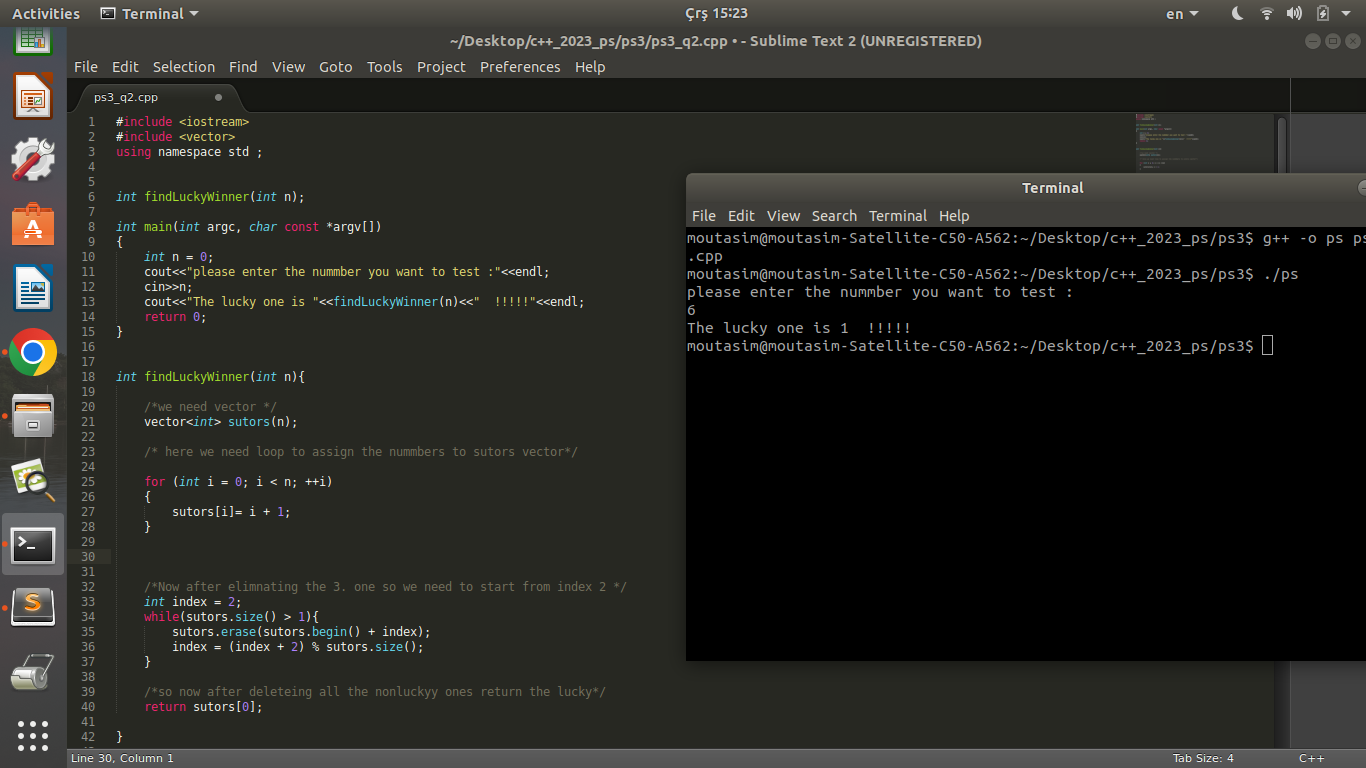 Activities Terminal Çrş 15:23 en
~/Desktop/c++_2023_ps/ps3/ps3_q2.cpp • - Sublime Text 2 (UNREGISTERED)
File Edit Selection Find View Goto Tools Project Preferences Help
ps3_q2.cpp
1 #include <iostream>
2 #include <vector>
3 using namespace std ;
4
5
6 int findLuckyWinner(int n);
7
8 int main(int argc, char const *argv[])
9 {
10 int n = 0;
11 cout<<"please enter the nummber you want to test :"<<endl;
12 cin>>n;
13 cout<<"The lucky one is "<<findLuckyWinner(n)<<"  !!!!!"<<endl;
14 return 0;
15 }
16
17
18 int findLuckyWinner(int n){
19
20 /*we need vector */
21 vector<int> sutors(n);
22
23 /* here we need loop to assign the nummbers to sutors vector*/
24
25 for (int i = 0; i < n; ++i)
26 {
27 sutors[i]= i + 1;
28 }
29
30
31
32 /*Now after elimnating the 3. one so we need to start from index 2 */
33 int index = 2;
34 while(sutors.size() > 1){
35 sutors.erase(sutors.begin() + index);
36 index = (index + 2) % sutors.size();
37 }
38
39 /*so now after deleteing all the nonluckyy ones return the lucky*/
40 return sutors[0];
41
42 }
Terminal
File Edit View Search Terminal Help
moutasim@moutasim-Satellite-C50-A562:~/Desktop/c++_2023_ps/ps3$ g++ -o ps ps
.cpp
moutasim@moutasim-Satellite-C50-A562:~/Desktop/c++_2023_ps/ps3$ ./ps
please enter the nummber you want to test :
6
The lucky one is 1  !!!!!
moutasim@moutasim-Satellite-C50-A562:~/Desktop/c++_2023_ps/ps3$
Line 30, Column 1 Tab Size: 4 C++